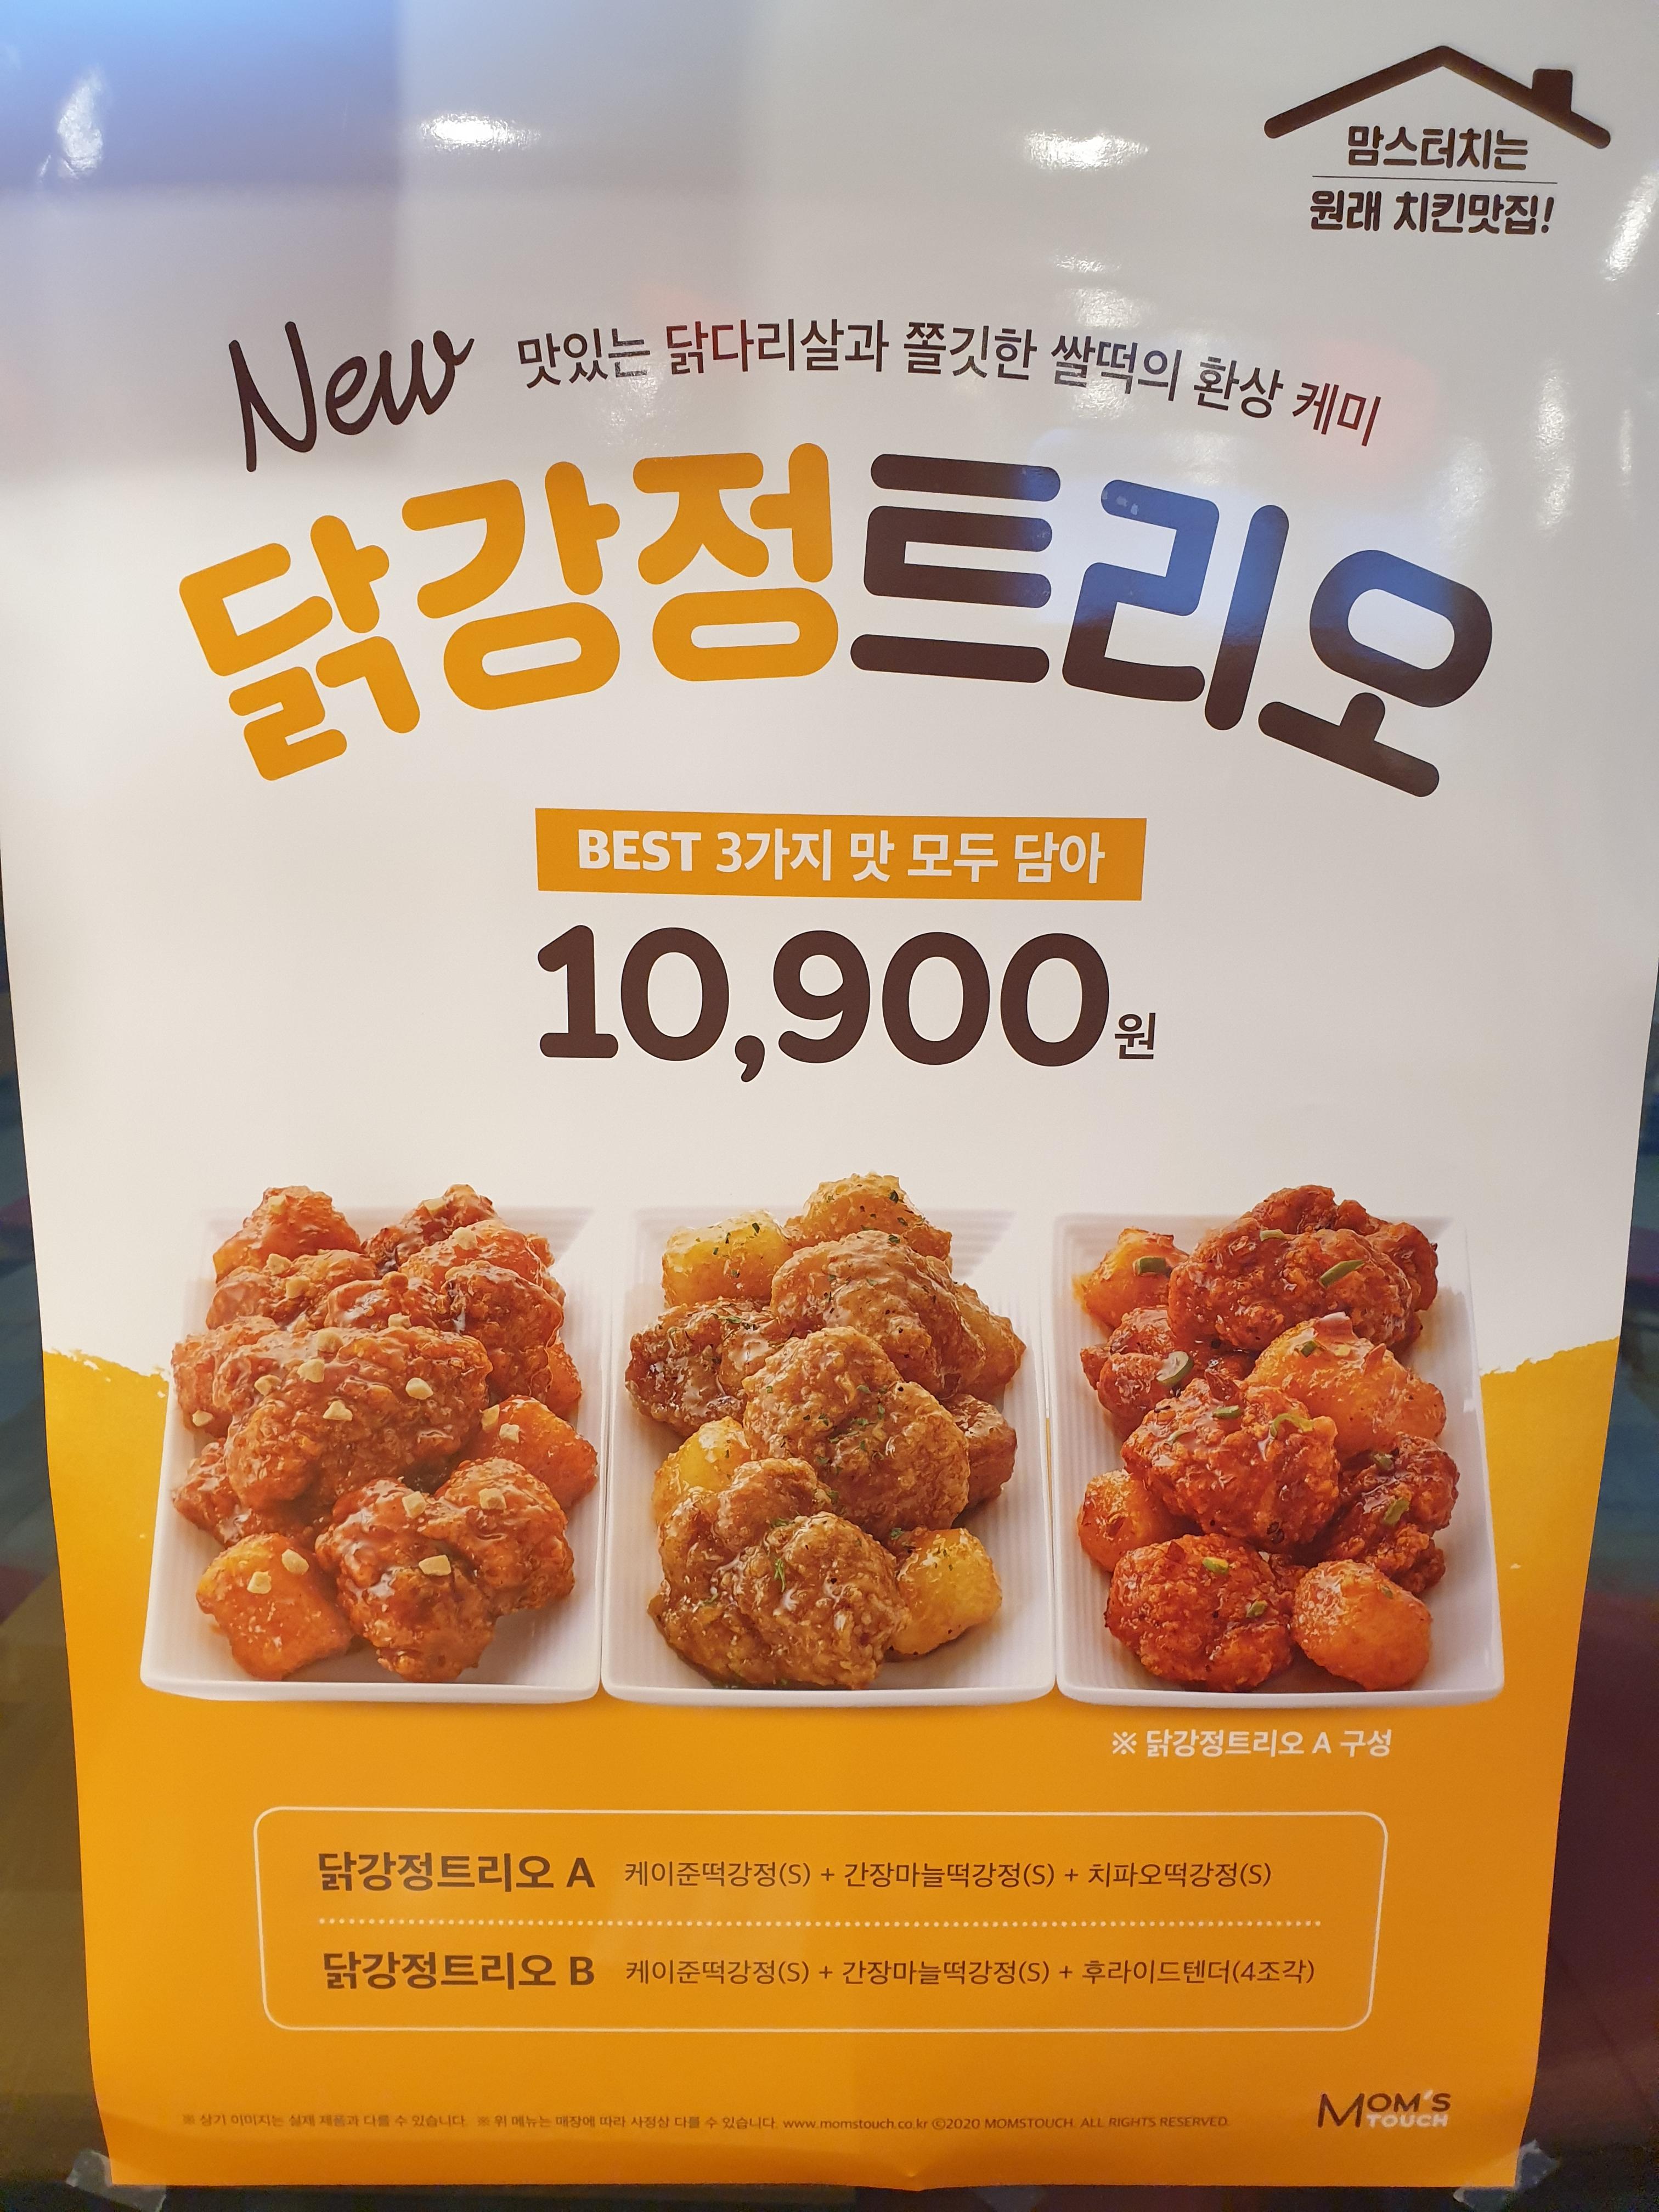 맘스터치는
원래 치킨맛집!
New 맛있는 닭다리살과 쫄깃한 쌀떡의 환상 케미
닭강정트리오
BEST 3가지 맛 모두 담아
10,900원
※ 닭강정트리오 A 구성
닭강정트리오 A 케이준떡강정(S) + 간장마늘떡강정(S) + 치파오떡강정(S)
닭강정트리오 B 케이준떡강정(S) + 간장마늘떡강정(S) + 후라이드텐더(4조각)
※ 상기 이미지는 실제 제품과 다를 수 있습니다. ※ 위 메뉴는 매장에 따라 사정상 다를 수 있습니다. www.momstouch.co.kr ⓒ2020 MOMSTOUCH. ALL RIGHTS RESERVED.
MOM'S
TOUCH